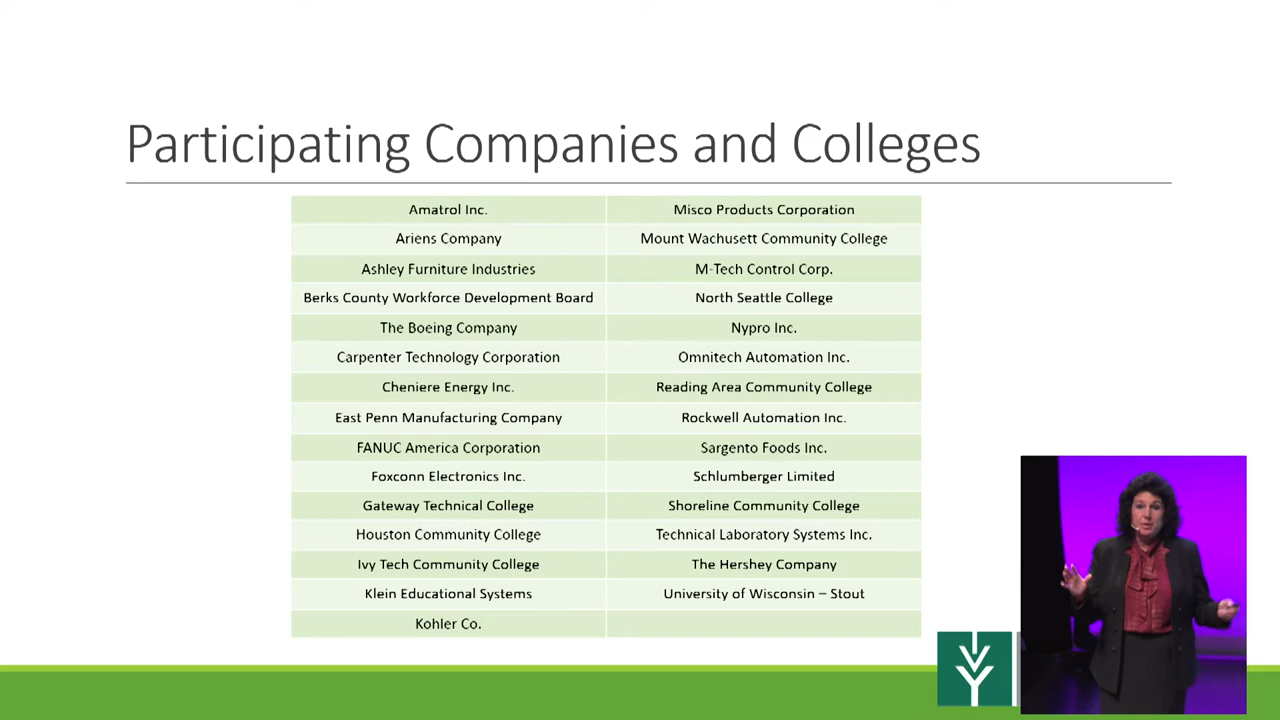 Participating Companies and Colleges
Amatrol Inc.
Misco Products Corporation
Ariens Company
Mount Wachusett Community College
Ashley Furniture Industries
M-Tech Control Corp.
Berks County Workforce Development Board
North Seattle College
The Boeing Company
Nypro Inc.
Carpenter Technology Corporation
Omnitech Automation Inc.
Cheniere Energy Inc.
Reading Area Community College
East Penn Manufacturing Company
Rockwell Automation Inc.
FANUC America Corporation
Sargento Foods Inc.
Foxconn Electronics Inc.
Schlumberger Limited
Gateway Technical College
Shoreline Community College
Houston Community College
Technical Laboratory Systems Inc.
Ivy Tech Community College
The Hershey Company
Klein Educational Systems
University of Wisconsin – Stout
Kohler Co.